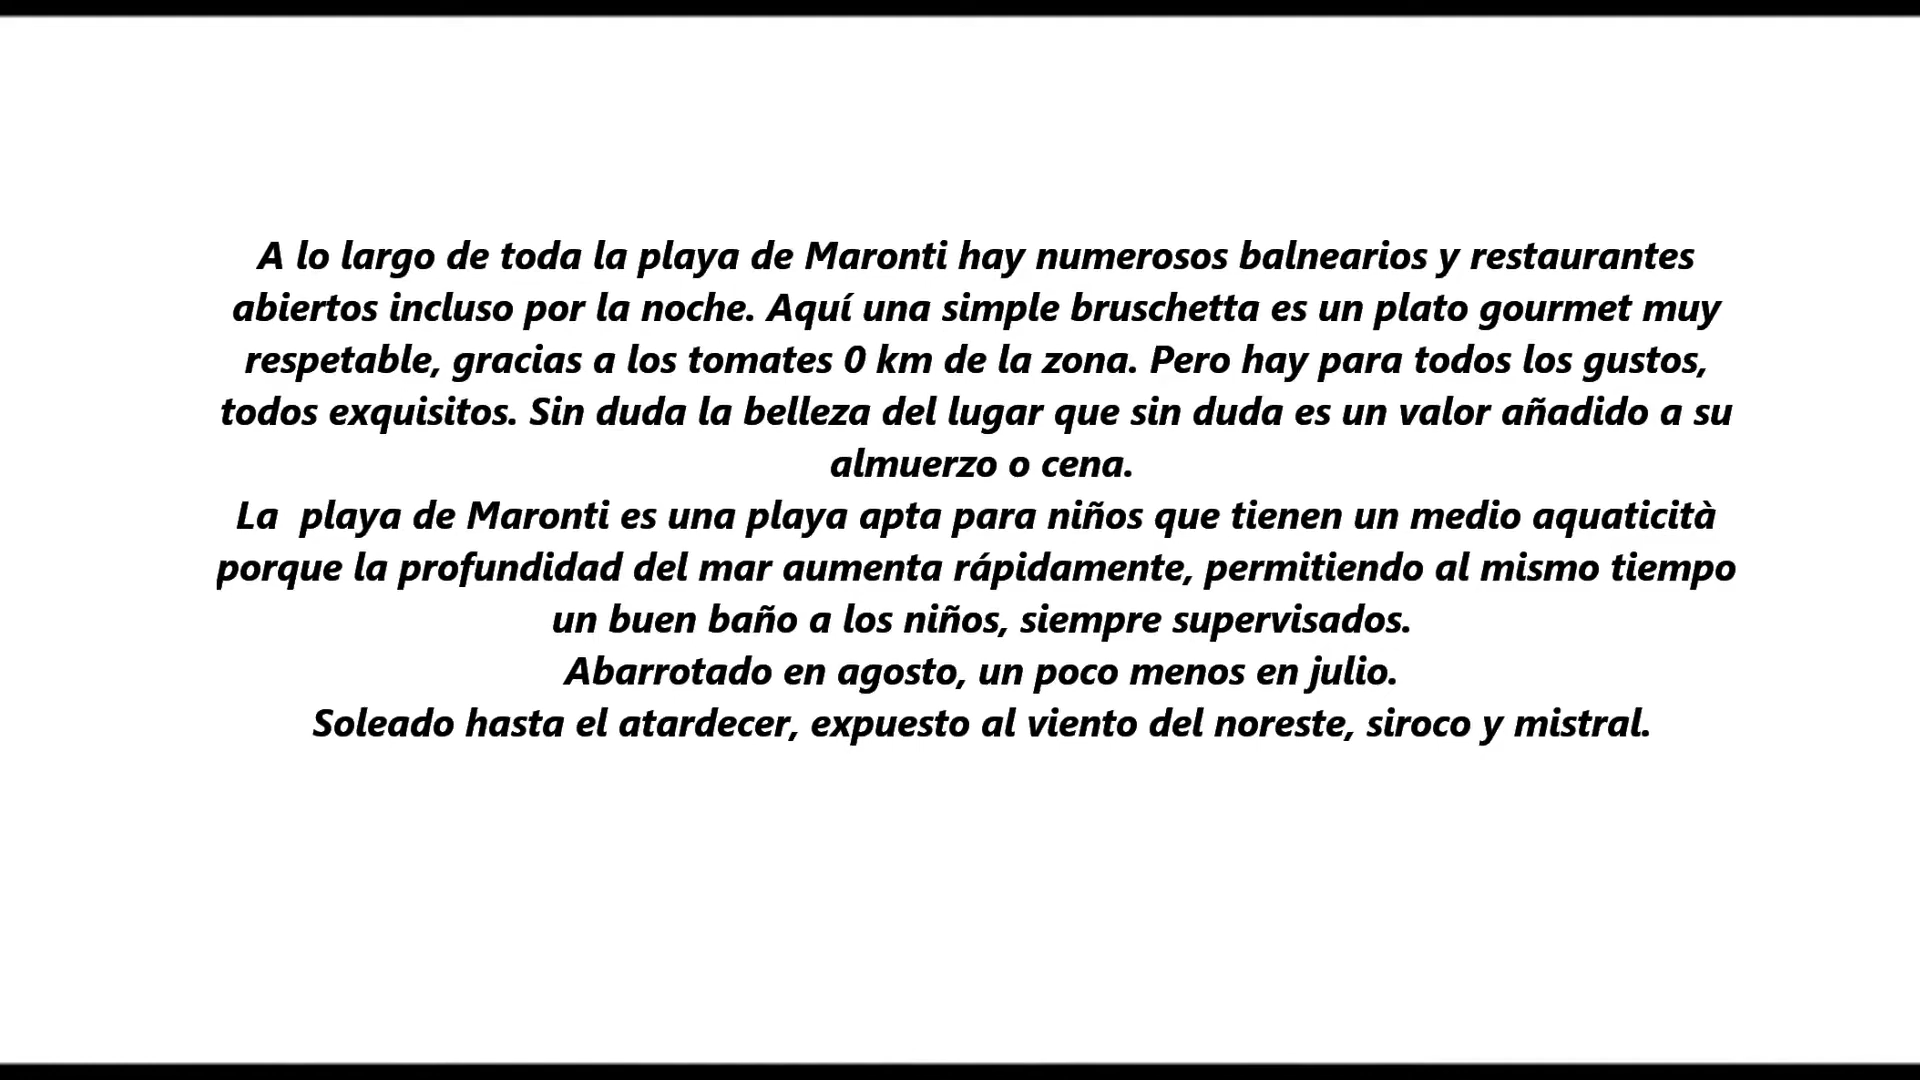 A lo largo de toda la playa de Maronti hay numerosos balnearios y restaurantes
abiertos incluso por la noche. Aquí una simple bruschetta es un plato gourmet muy
respetable, gracias a los tomates 0 km de la zona. Pero hay para todos los gustos,
todos exquisitos. Sin duda la belleza del lugar que sin duda es un valor añadido a su
almuerzo o cena.
La  playa de Maronti es una playa apta para niños que tienen un medio aquaticità
porque la profundidad del mar aumenta rápidamente, permitiendo al mismo tiempo
un buen baño a los niños, siempre supervisados.
Abarrotado en agosto, un poco menos en julio.
Soleado hasta el atardecer, expuesto al viento del noreste, siroco y mistral.